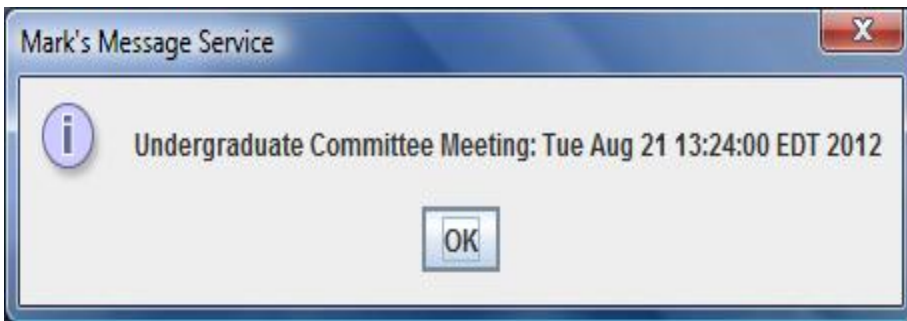 Mark's Message Service
X
i
Undergraduate Committee Meeting: Tue Aug 21 13:24:00 EDT 2012
OK